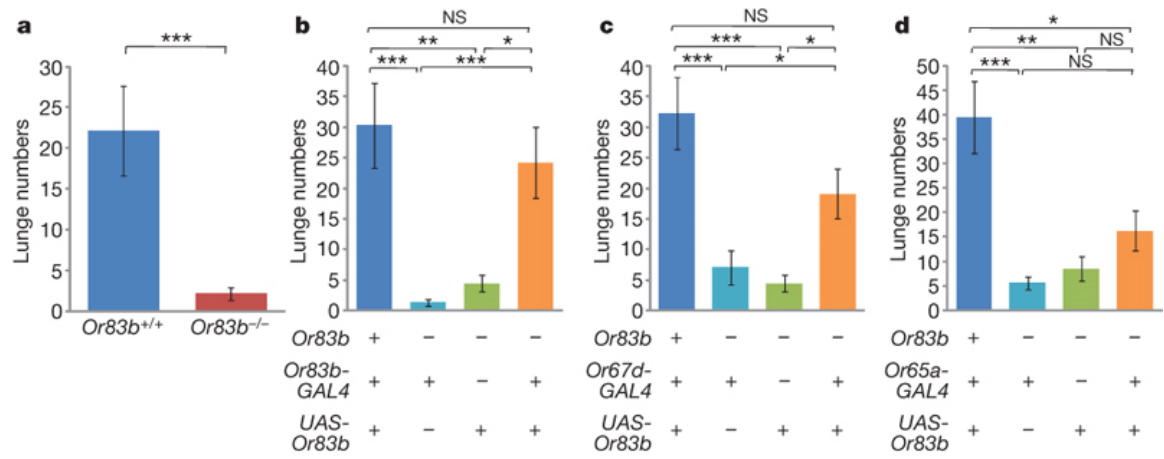 a
***
Lunge numbers
30
25
20
15
10
5
0
Or83b+/+ Or83b−/−
b
NS
** *
*** ***
Lunge numbers
40
35
30
25
20
15
10
5
0
Or83b + − − −
Or83b-
GAL4 + + − +
UAS-
Or83b + − + +
c
NS
*** *
*** *
Lunge numbers
40
35
30
25
20
15
10
5
0
Or83b + − − −
Or67d-
GAL4 + + − +
UAS-
Or83b + − + +
d
*
** NS
*** NS
Lunge numbers
50
45
40
35
30
25
20
15
10
5
0
Or83b + − − −
Or65a-
GAL4 + + − +
UAS-
Or83b + − + +